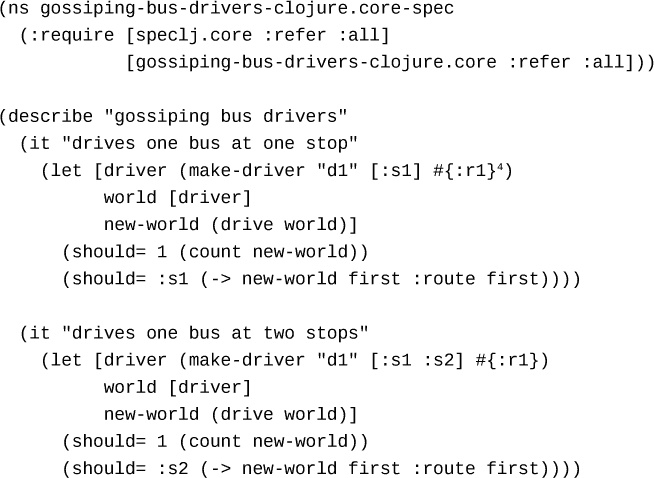 (ns gossiping-bus-drivers-clojure.core-spec
  (:require [speclj.core :refer :all]
            [gossiping-bus-drivers-clojure.core :refer :all]))

(describe "gossiping bus drivers"
  (it "drives one bus at one stop"
    (let [driver (make-driver "d1" [:s1] #{:r1}⁴)
          world [driver]
          new-world (drive world)]
      (should= 1 (count new-world))
      (should= :s1 (-> new-world first :route first))))

  (it "drives one bus at two stops"
    (let [driver (make-driver "d1" [:s1 :s2] #{:r1})
          world [driver]
          new-world (drive world)]
      (should= 1 (count new-world))
      (should= :s2 (-> new-world first :route first))))